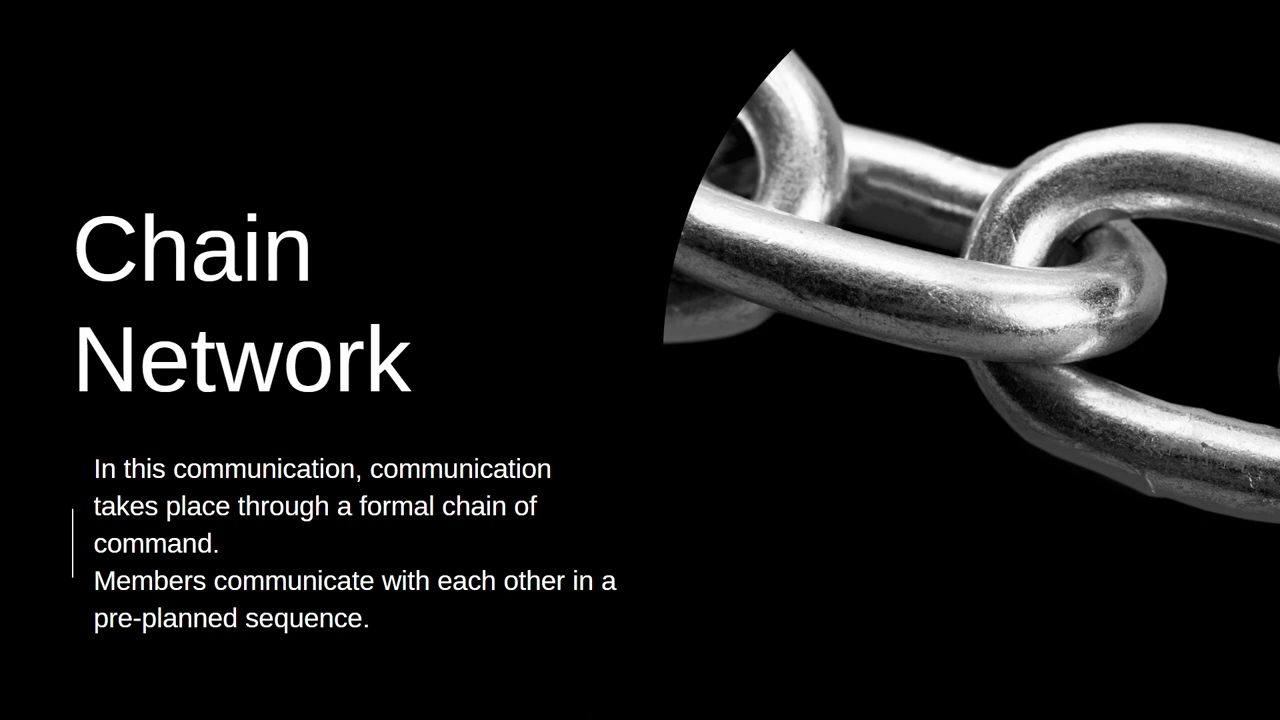 Chain
Network
In this communication, communication
takes place through a formal chain of
command.
Members communicate with each other in a
pre-planned sequence.